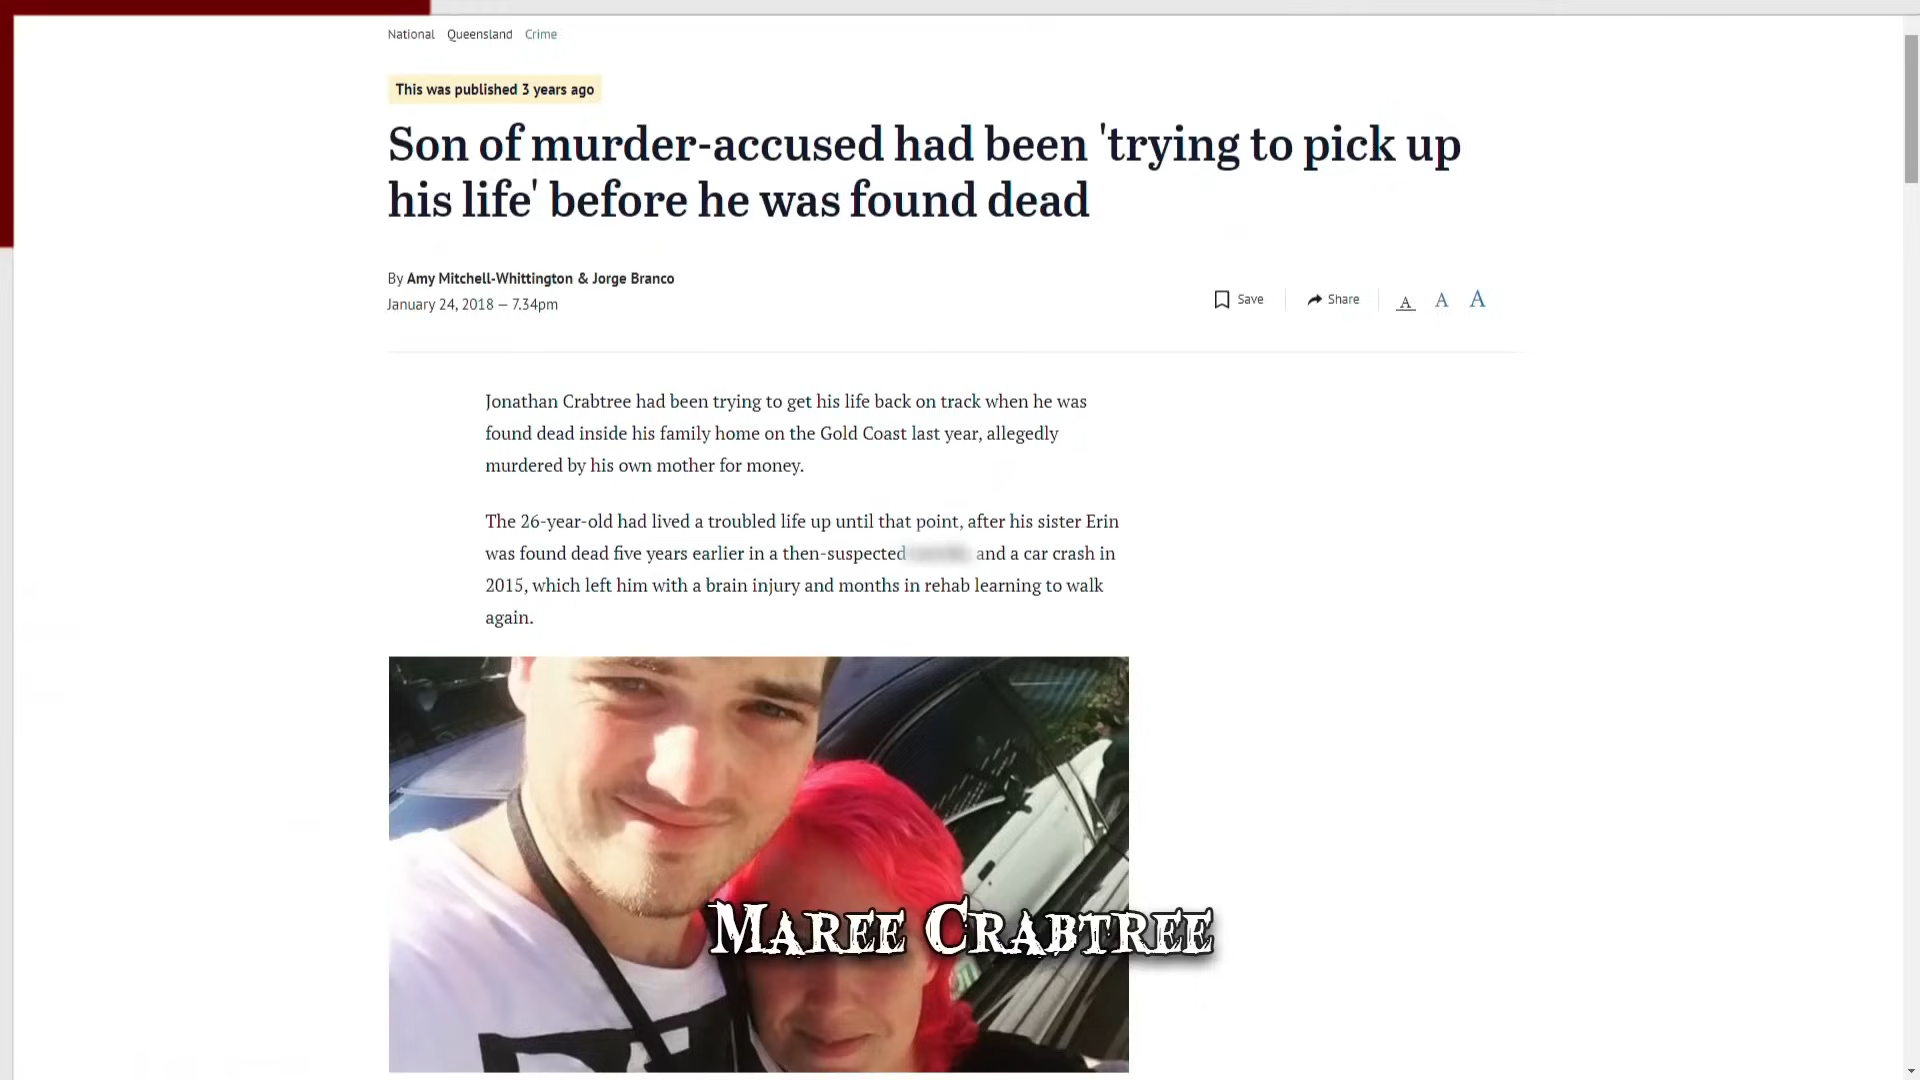 National Queensland Crime
This was published 3 years ago
Son of murder-accused had been 'trying to pick up
his life' before he was found dead
By Amy Mitchell-Whittington & Jorge Branco
January 24, 2018 — 7.34pm
Save Share A A A
Jonathan Crabtree had been trying to get his life back on track when he was
found dead inside his family home on the Gold Coast last year, allegedly
murdered by his own mother for money.
The 26-year-old had lived a troubled life up until that point, after his sister Erin
was found dead five years earlier in a then-suspected and a car crash in
2015, which left him with a brain injury and months in rehab learning to walk
again.
Maree Crabtree